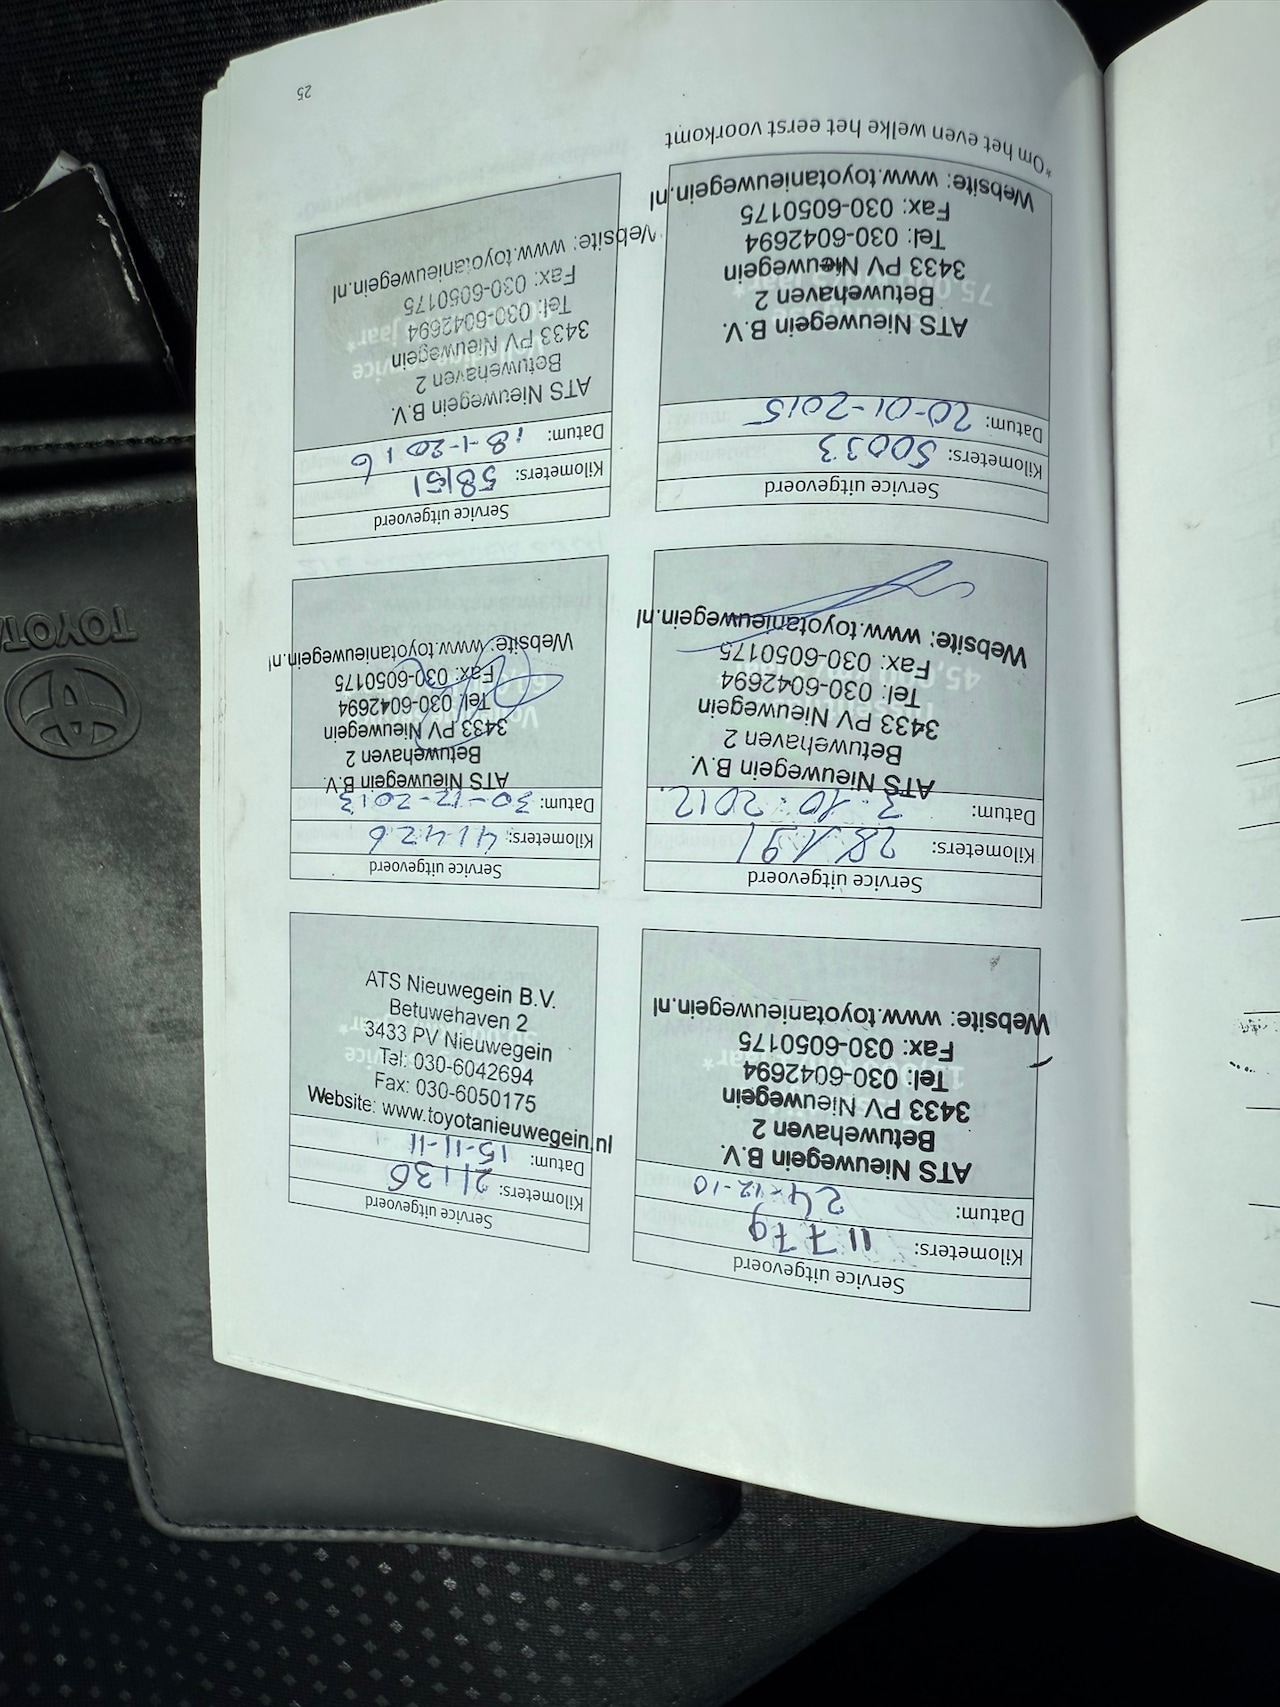 Service uitgevoerd
Kilometers: 11779
Datum: 24-12-10
ATS Nieuwegein B.V.
Betuwehaven 2
3433 PV Nieuwegein
Tel: 030-6042694
Fax: 030-6050175
Website: www.toyotanieuwegein.nl
Service uitgevoerd
Kilometers: 21136
Datum: 15-11-11
ATS Nieuwegein B.V.
Betuwehaven 2
3433 PV Nieuwegein
Tel: 030-6042694
Fax: 030-6050175
Website: www.toyotanieuwegein.nl
Service uitgevoerd
Kilometers: 28.191
Datum: 3.10.2012.
ATS Nieuwegein B.V.
Betuwehaven 2
3433 PV Nieuwegein
Tel: 030-6042694
Fax: 030-6050175
Website: www.toyotanieuwegein.nl
Service uitgevoerd
Kilometers: 41426
Datum: 30-12-2013
ATS Nieuwegein B.V.
Betuwehaven 2
3433 PV Nieuwegein
Tel: 030-6042694
Fax: 030-6050175
Website: www.toyotanieuwegein.nl
Service uitgevoerd
Kilometers: 50033
Datum: 20-01-2015
ATS Nieuwegein B.V.
Betuwehaven 2
3433 PV Nieuwegein
Tel: 030-6042694
Fax: 030-6050175
Website: www.toyotanieuwegein.nl
Service uitgevoerd
Kilometers: 58151
Datum: 18-1-2016
ATS Nieuwegein B.V.
Betuwehaven 2
3433 PV Nieuwegein
Tel: 030-6042694
Fax: 030-6050175
Website: www.toyotanieuwegein.nl
*Om het even welke het eerst voorkomt
25
TOYOTA